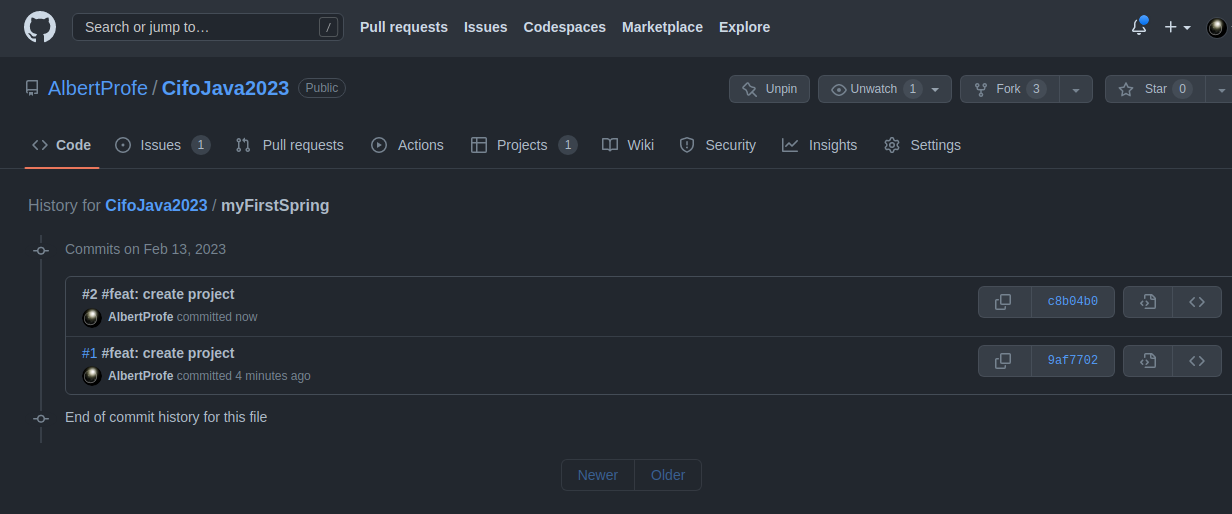 Search or jump to… / Pull requests Issues Codespaces Marketplace Explore
AlbertProfe / CifoJava2023 Public Unpin Unwatch 1 Fork 3 Star 0
Code Issues 1 Pull requests Actions Projects 1 Wiki Security Insights Settings
History for CifoJava2023 / myFirstSpring
Commits on Feb 13, 2023
#2 #feat: create project c8b04b0
AlbertProfe committed now
#1 #feat: create project 9af7702
AlbertProfe committed 4 minutes ago
End of commit history for this file
Newer Older